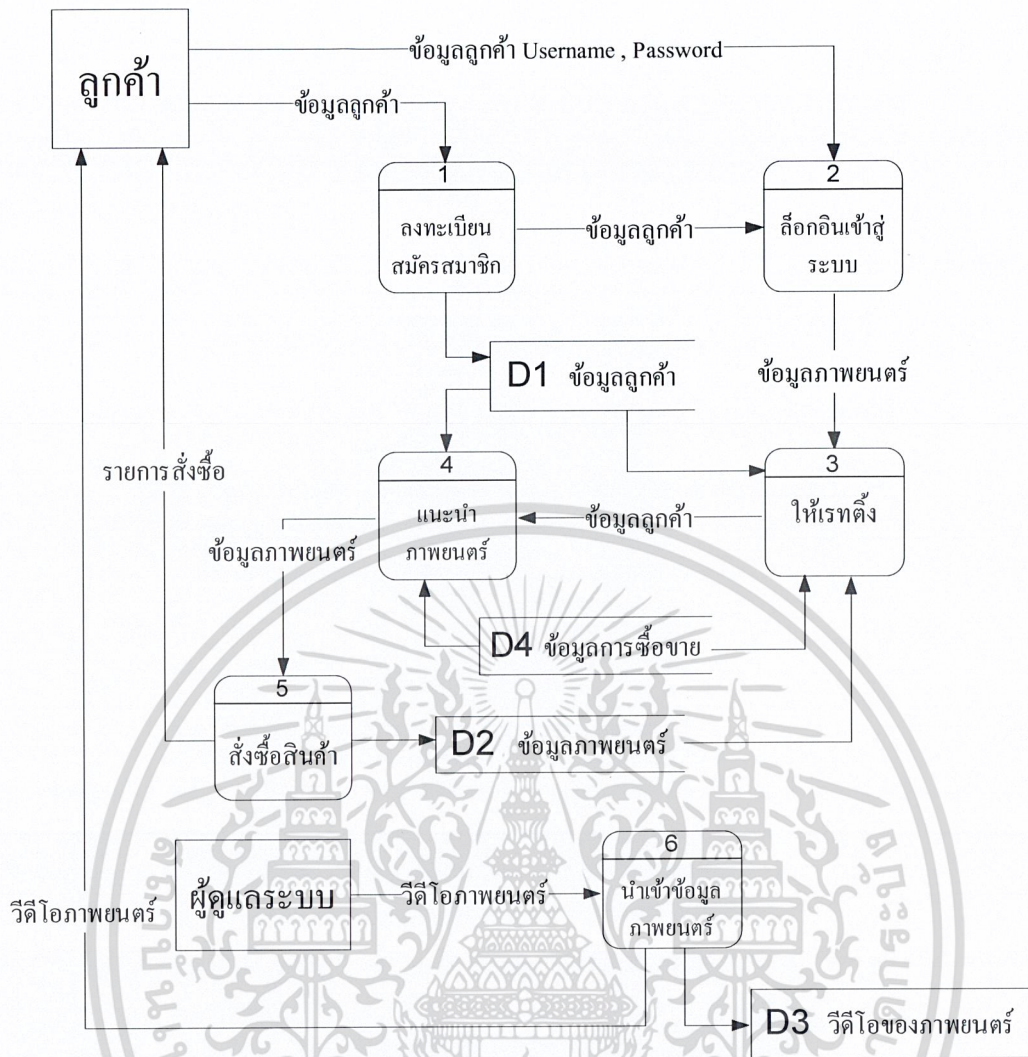 ข้อมูลลูกค้า Username , Password
ลูกค้า
ข้อมูลลูกค้า
1
ลงทะเบียน
สมัครสมาชิก
ข้อมูลลูกค้า
2
ล็อกอินเข้าสู่
ระบบ
D1 ข้อมูลลูกค้า
ข้อมูลภาพยนตร์
รายการสั่งซื้อ
4
แนะนำ
ภาพยนตร์
ข้อมูลลูกค้า
3
ให้เรทติ้ง
ข้อมูลภาพยนตร์
D4 ข้อมูลการซื้อขาย
5
สั่งซื้อสินค้า
D2 ข้อมูลภาพยนตร์
วีดีโอภาพยนตร์
ผู้ดูแลระบบ
วีดีโอภาพยนตร์
6
นำเข้าข้อมูล
ภาพยนตร์
D3 วีดีโอของภาพยนตร์